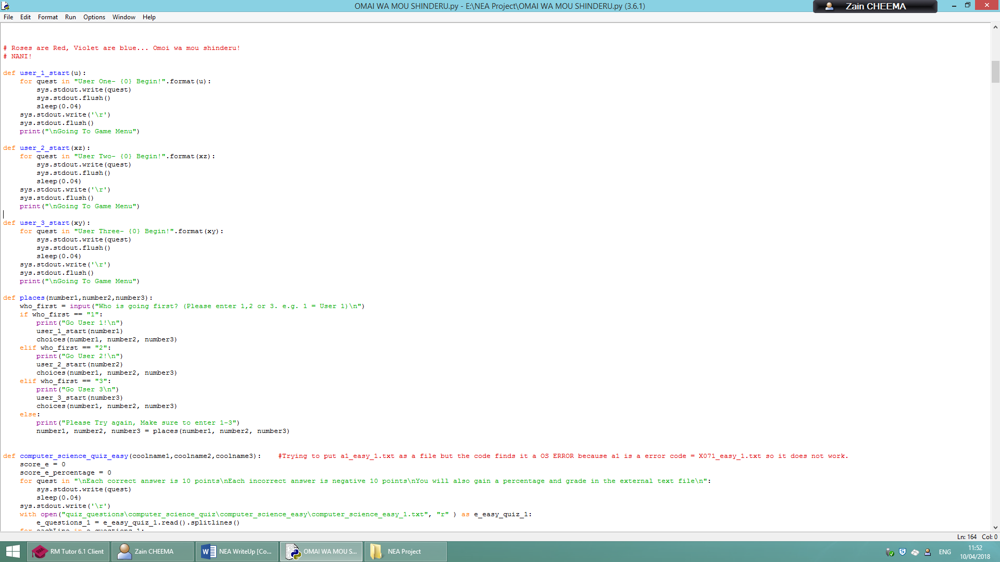 OMAI WA MOU SHINDERU.py - E:\NEA Project\OMAI WA MOU SHINDERU.py (3.6.1)
Zain CHEEMA
File Edit Format Run Options Window Help
# Roses are Red, Violet are blue... Omoi wa mou shinderu!
# NANI!
def user_1_start(u):
    for quest in "User One- {0} Begin!".format(u):
        sys.stdout.write(quest)
        sys.stdout.flush()
        sleep(0.04)
    sys.stdout.write('\r')
    sys.stdout.flush()
    print("\nGoing To Game Menu")
def user_2_start(xz):
    for quest in "User Two- {0} Begin!".format(xz):
        sys.stdout.write(quest)
        sys.stdout.flush()
        sleep(0.04)
    sys.stdout.write('\r')
    sys.stdout.flush()
    print("\nGoing To Game Menu")
def user_3_start(xy):
    for quest in "User Three- {0} Begin!".format(xy):
        sys.stdout.write(quest)
        sys.stdout.flush()
        sleep(0.04)
    sys.stdout.write('\r')
    sys.stdout.flush()
    print("\nGoing To Game Menu")
def places(number1,number2,number3):
    who_first = input("Who is going first? (Please enter 1,2 or 3. e.g. 1 = User 1)\n")
    if who_first == "1":
        print("Go User 1!\n")
        user_1_start(number1)
        choices(number1, number2, number3)
    elif who_first == "2":
        print("Go User 2!\n")
        user_2_start(number2)
        choices(number1, number2, number3)
    elif who_first == "3":
        print("Go User 3\n")
        user_3_start(number3)
        choices(number1, number2, number3)
    else:
        print("Please Try again, Make sure to enter 1-3")
        number1, number2, number3 = places(number1, number2, number3)
def computer_science_quiz_easy(coolname1,coolname2,coolname3):    #Trying to put a1_easy_1.txt as a file but the code finds it a OS ERROR because a1 is a error code = X071_easy_1.txt so it does not work.
    score_e = 0
    score_e_percentage = 0
    for quest in "\nEach correct answer is 10 points\nEach incorrect answer is negative 10 points\nYou will also gain a percentage and grade in the external text file\n":
        sys.stdout.write(quest)
        sleep(0.04)
    sys.stdout.write('\r')
    with open("quiz_questions\computer_science_quiz\computer_science_easy\computer_science_easy_1.txt", "r" ) as e_easy_quiz_1:
        e_questions_1 = e_easy_quiz_1.read().splitlines()
    for eachLine in e_questions_1:
Ln: 164 Col: 0
RM Tutor 6.1 Client
Zain CHEEMA
NEA WriteUp [Co...
OMAI WA MOU S...
NEA Project
ENG
11:52
10/04/2018